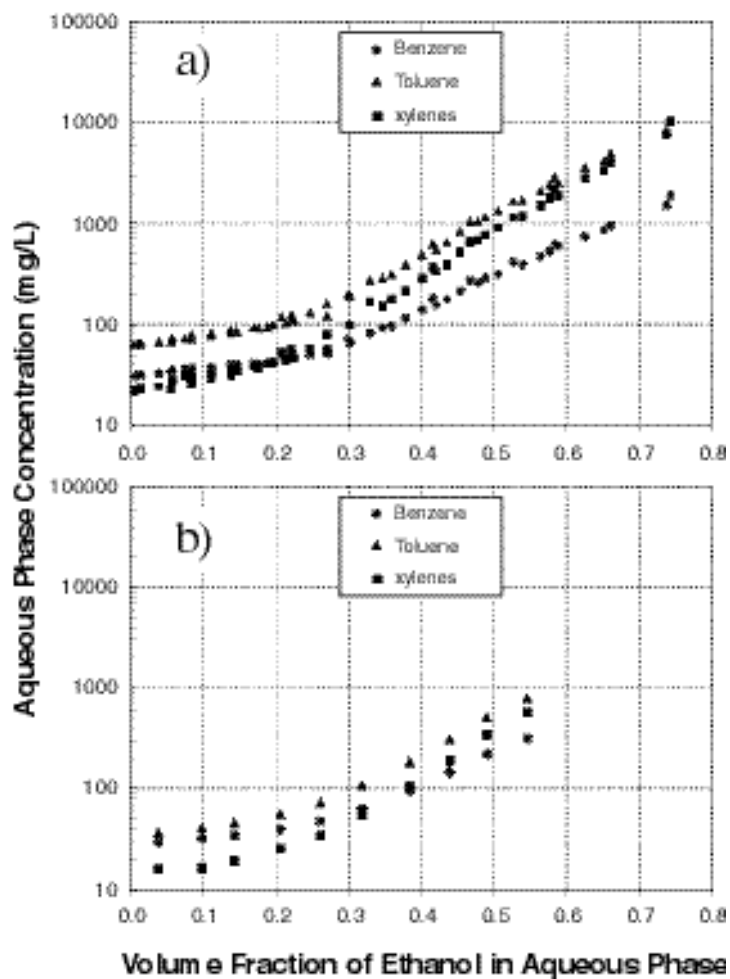 100000
a)
Benzene
Toluene
xylenes
10000
1000
100
10
0.0 0.1 0.2 0.3 0.4 0.5 0.6 0.7 0.8
Aqueous Phase Concentration (mg/L)
100000
b)
Benzene
Toluene
xylenes
10000
1000
100
10
0.0 0.1 0.2 0.3 0.4 0.5 0.6 0.7 0.8
Volume Fraction of Ethanol in Aqueous Phase